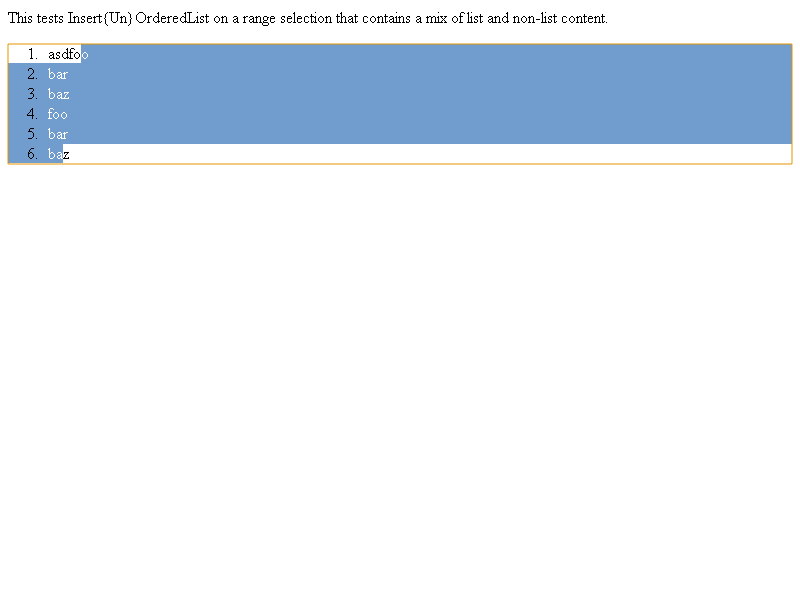 This tests Insert{Un}OrderedList on a range selection that contains a mix of list and non-list content.
1. asdfoo
2. bar
3. baz
4. foo
5. bar
6. baz